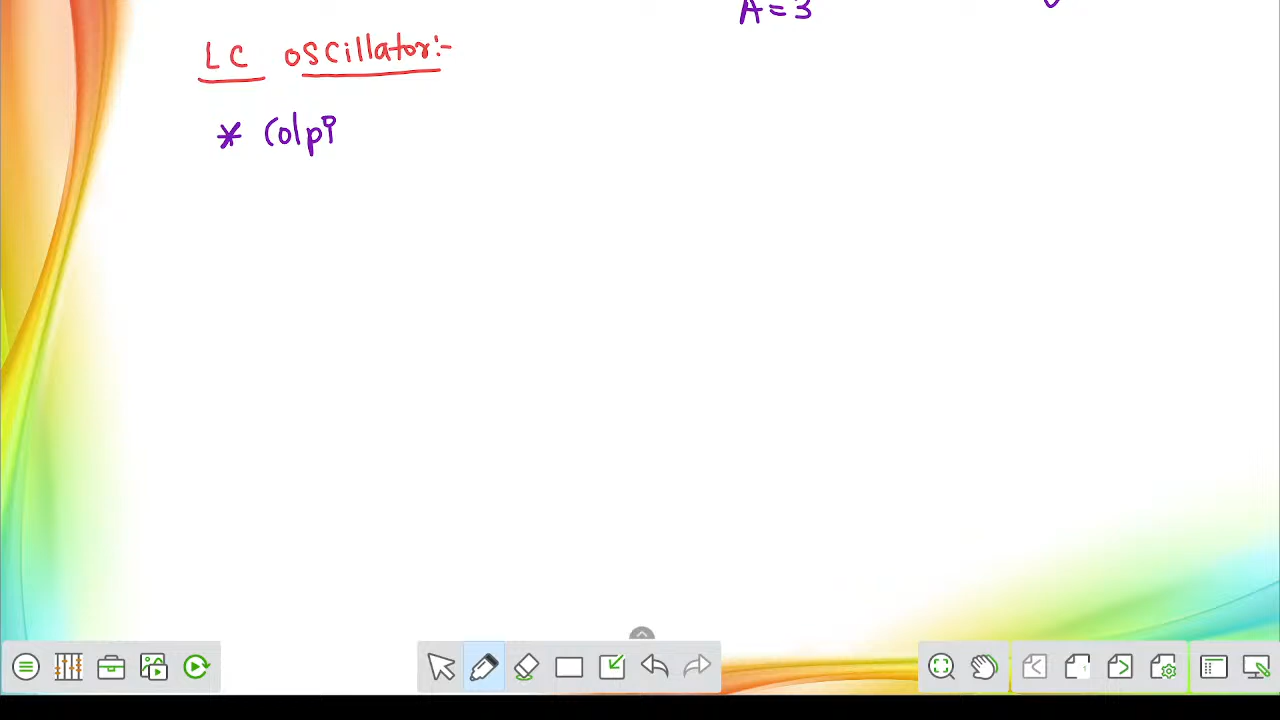 A = 3
LC oscillator:-
* Colpi